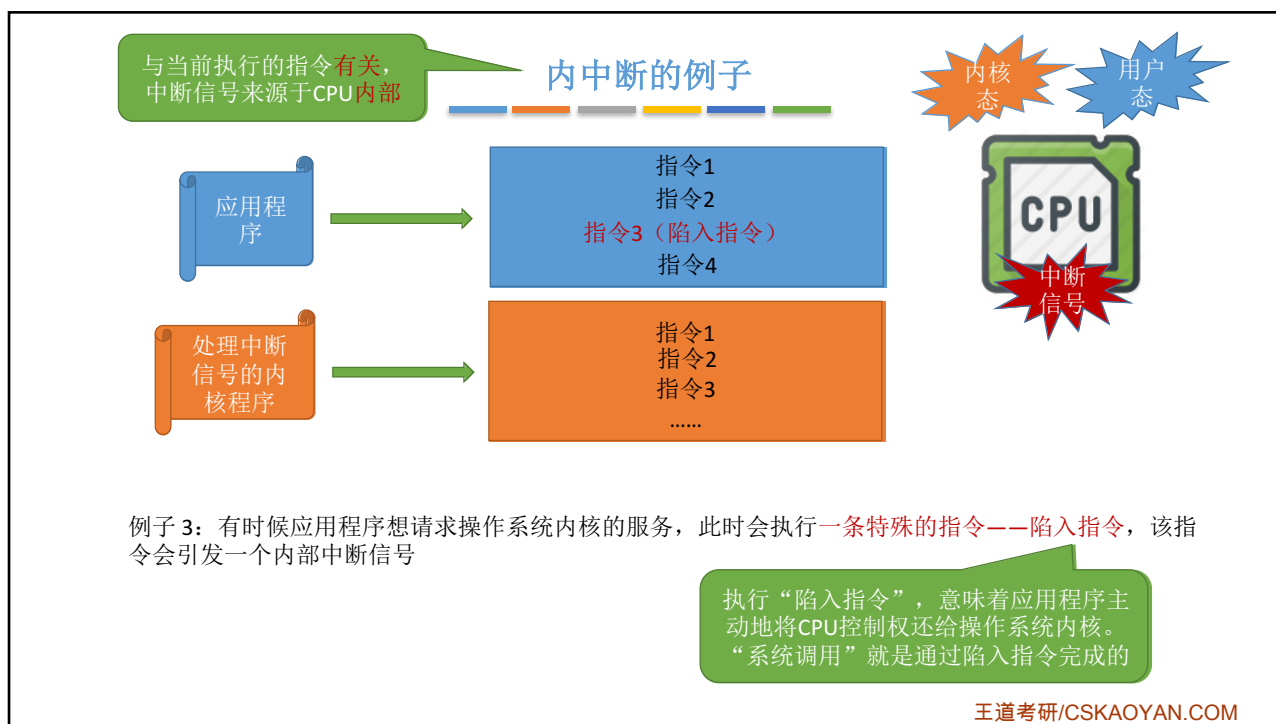 与当前执行的指令有关，
中断信号来源于CPU内部
内中断的例子
内核
态
用户
态
应用程
序
指令1
指令2
指令3（陷入指令）
指令4
CPU
中断
信号
处理中断
信号的内
核程序
指令1
指令2
指令3
……
例子 3：有时候应用程序想请求操作系统内核的服务，此时会执行一条特殊的指令——陷入指令，该指
令会引发一个内部中断信号
执行“陷入指令”，意味着应用程序主
动地将CPU控制权还给操作系统内核。
“系统调用”就是通过陷入指令完成的
王道考研/CSKAOYAN.COM